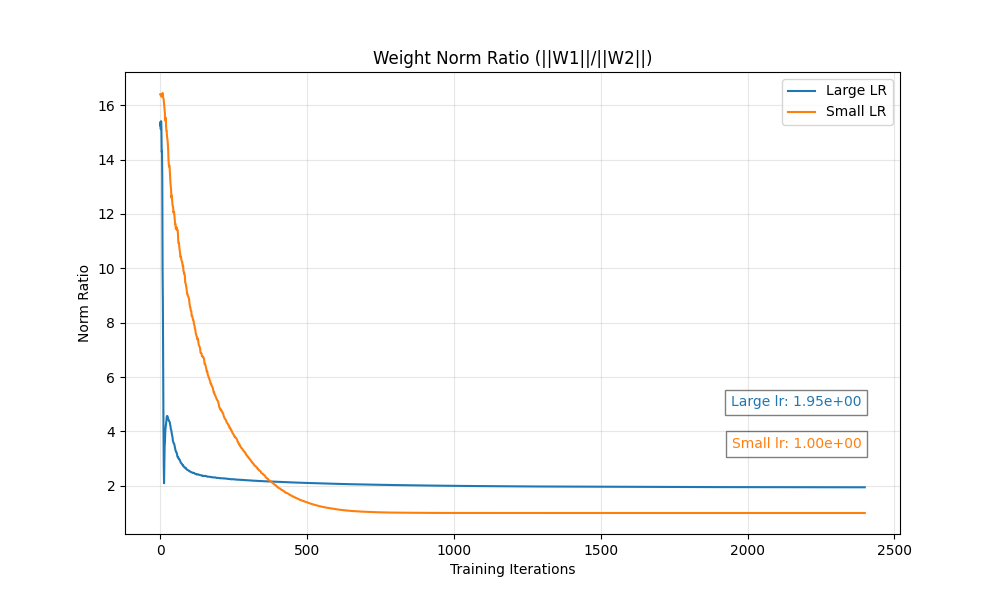 Weight Norm Ratio (||W1||/||W2||)
Large LR
Small LR
16
14
12
10
8
6
4
2
Norm Ratio
Large lr: 1.95e+00
Small lr: 1.00e+00
0
500
1000
1500
2000
2500
Training Iterations